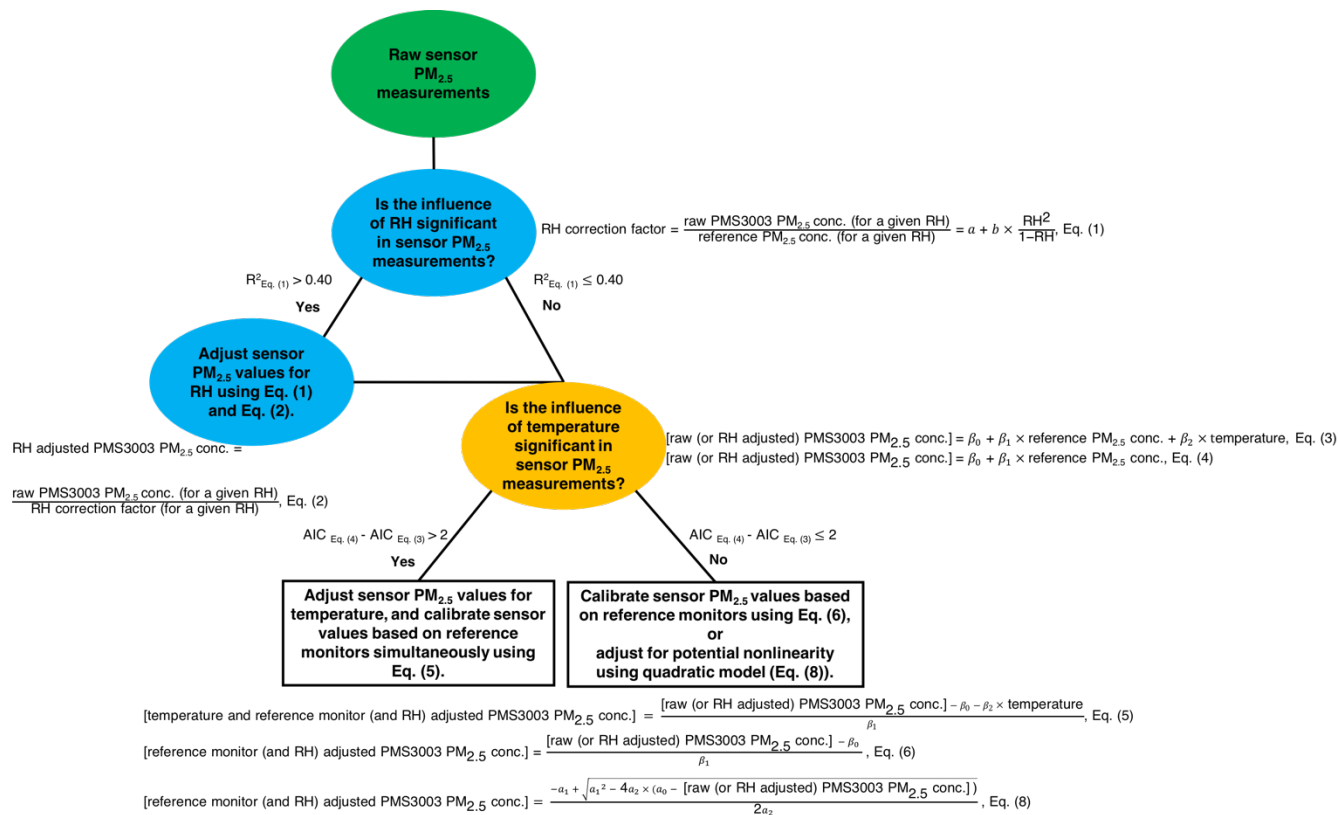 Raw sensor
PM2.5
measurements
Is the influence
of RH significant
in sensor PM2.5
measurements?
RH correction factor = raw PMS3003 PM2.5 conc. (for a given RH) / reference PM2.5 conc. (for a given RH) = a + b × RH² / 1−RH, Eq. (1)
R²Eq. (1) > 0.40
Yes
R²Eq. (1) ≤ 0.40
No
Adjust sensor
PM2.5 values for
RH using Eq. (1)
and Eq. (2).
RH adjusted PMS3003 PM2.5 conc. =
raw PMS3003 PM2.5 conc. (for a given RH) / RH correction factor (for a given RH), Eq. (2)
Is the influence
of temperature
significant in
sensor PM2.5
measurements?
[raw (or RH adjusted) PMS3003 PM2.5 conc.] = β0 + β1 × reference PM2.5 conc. + β2 × temperature, Eq. (3)
[raw (or RH adjusted) PMS3003 PM2.5 conc.] = β0 + β1 × reference PM2.5 conc., Eq. (4)
AIC Eq. (4) - AIC Eq. (3) > 2
Yes
AIC Eq. (4) - AIC Eq. (3) ≤ 2
No
Adjust sensor PM2.5 values for
temperature, and calibrate sensor
values based on reference
monitors simultaneously using
Eq. (5).
Calibrate sensor PM2.5 values based
on reference monitors using Eq. (6),
or
adjust for potential nonlinearity
using quadratic model (Eq. (8)).
[temperature and reference monitor (and RH) adjusted PMS3003 PM2.5 conc.] = [raw (or RH adjusted) PMS3003 PM2.5 conc.] − β0 − β2 × temperature / β1, Eq. (5)
[reference monitor (and RH) adjusted PMS3003 PM2.5 conc.] = [raw (or RH adjusted) PMS3003 PM2.5 conc.] − β0 / β1, Eq. (6)
[reference monitor (and RH) adjusted PMS3003 PM2.5 conc.] = −a1 + √a1² − 4a2 × (a0 − [raw (or RH adjusted) PMS3003 PM2.5 conc.]) / 2a2, Eq. (8)